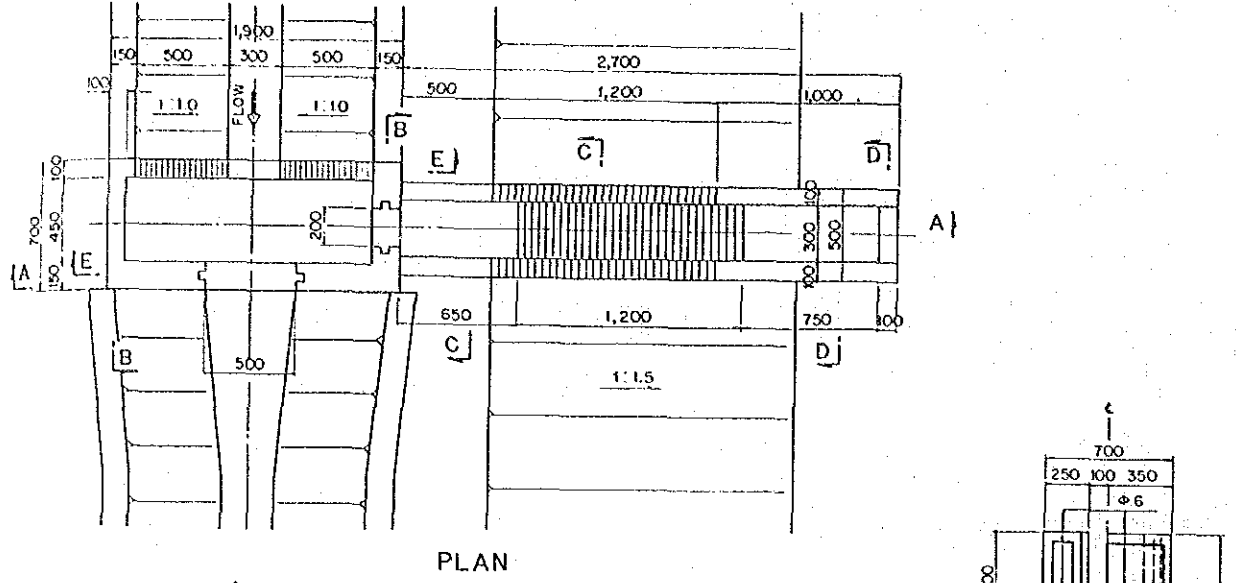 1,900
150 500 300 500 150
2,700
100
500 1,200 1,000
1:1.0 FLOW 1:1.0
B
E C D
100
700 450 200 100 300 500 A
A E 150 100
650 1,200 750 100
B 500 C D
1:1.5
700
250 100 350
Φ6
PLAN